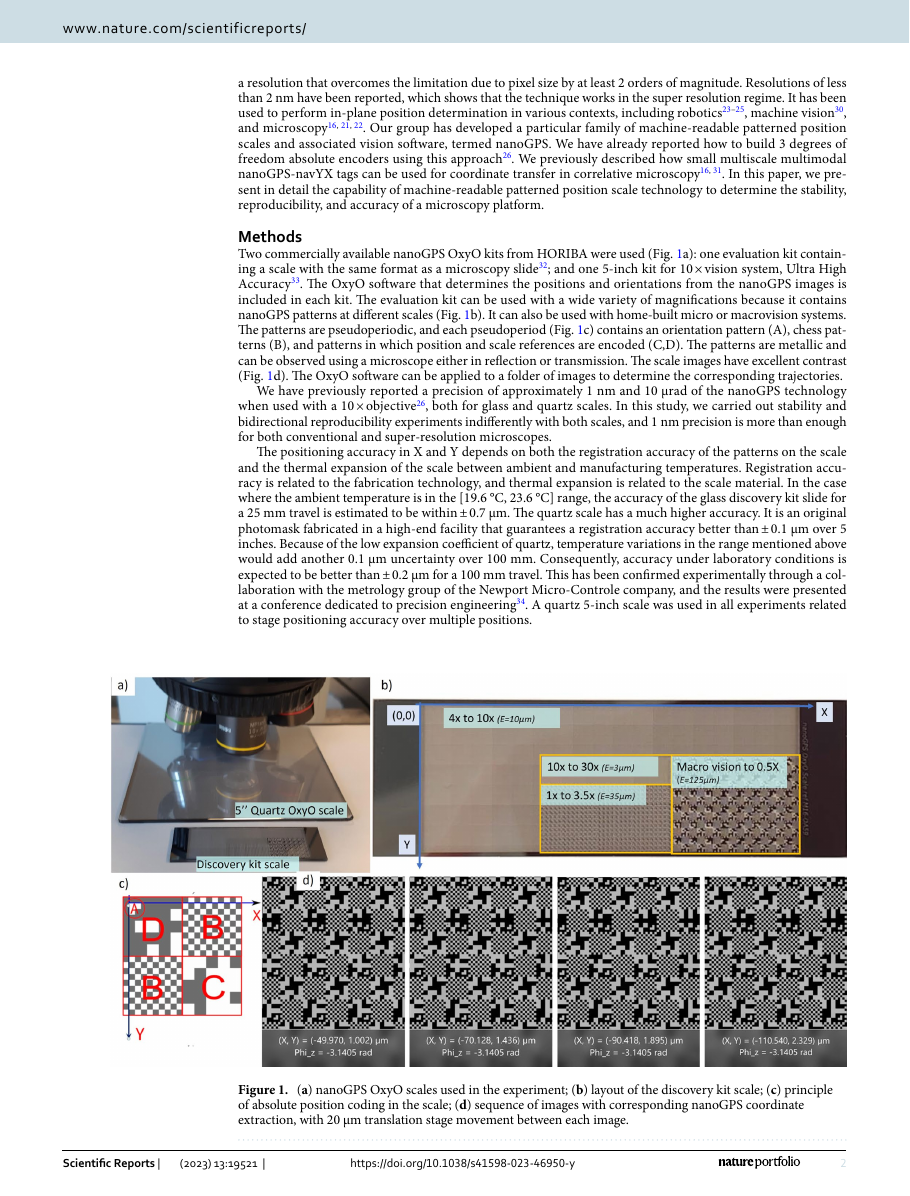 www.nature.com/scientificreports/
a resolution that overcomes the limitation due to pixel size by at least 2 orders of magnitude. Resolutions of less
than 2 nm have been reported, which shows that the technique works in the super resolution regime. It has been
used to perform in-plane position determination in various contexts, including robotics23–25, machine vision30,
and microscopy16, 21, 22. Our group has developed a particular family of machine-readable patterned position
scales and associated vision software, termed nanoGPS. We have already reported how to build 3 degrees of
freedom absolute encoders using this approach26. We previously described how small multiscale multimodal
nanoGPS-navYX tags can be used for coordinate transfer in correlative microscopy16, 31. In this paper, we pre-
sent in detail the capability of machine-readable patterned position scale technology to determine the stability,
reproducibility, and accuracy of a microscopy platform.
Methods
Two commercially available nanoGPS OxyO kits from HORIBA were used (Fig. 1a): one evaluation kit contain-
ing a scale with the same format as a microscopy slide32; and one 5-inch kit for 10 × vision system, Ultra High
Accuracy33. The OxyO software that determines the positions and orientations from the nanoGPS images is
included in each kit. The evaluation kit can be used with a wide variety of magnifications because it contains
nanoGPS patterns at different scales (Fig. 1b). It can also be used with home-built micro or macrovision systems.
The patterns are pseudoperiodic, and each pseudoperiod (Fig. 1c) contains an orientation pattern (A), chess pat-
terns (B), and patterns in which position and scale references are encoded (C,D). The patterns are metallic and
can be observed using a microscope either in reflection or transmission. The scale images have excellent contrast
(Fig. 1d). The OxyO software can be applied to a folder of images to determine the corresponding trajectories.
We have previously reported a precision of approximately 1 nm and 10 μrad of the nanoGPS technology
when used with a 10 × objective26, both for glass and quartz scales. In this study, we carried out stability and
bidirectional reproducibility experiments indifferently with both scales, and 1 nm precision is more than enough
for both conventional and super-resolution microscopes.
The positioning accuracy in X and Y depends on both the registration accuracy of the patterns on the scale
and the thermal expansion of the scale between ambient and manufacturing temperatures. Registration accu-
racy is related to the fabrication technology, and thermal expansion is related to the scale material. In the case
where the ambient temperature is in the [19.6 °C, 23.6 °C] range, the accuracy of the glass discovery kit slide for
a 25 mm travel is estimated to be within ± 0.7 μm. The quartz scale has a much higher accuracy. It is an original
photomask fabricated in a high-end facility that guarantees a registration accuracy better than ± 0.1 μm over 5
inches. Because of the low expansion coefficient of quartz, temperature variations in the range mentioned above
would add another 0.1 μm uncertainty over 100 mm. Consequently, accuracy under laboratory conditions is
expected to be better than ± 0.2 μm for a 100 mm travel. This has been confirmed experimentally through a col-
laboration with the metrology group of the Newport Micro-Controle company, and the results were presented
at a conference dedicated to precision engineering34. A quartz 5-inch scale was used in all experiments related
to stage positioning accuracy over multiple positions.
a)
5’’ Quartz OxyO scale
Discovery kit scale
b)
(0,0)
X
4x to 10x (E=10μm)
10x to 30x (E=3μm)
Macro vision to 0.5X
(E=125μm)
1x to 3.5x (E=35μm)
Y
c)
A
X
D
B
B
C
Y
d)
(X, Y) = (-49.970, 1.002) μm
Phi_z = -3.1405 rad
(X, Y) = (-70.128, 1.436) μm
Phi_z = -3.1405 rad
(X, Y) = (-90.418, 1.895) μm
Phi_z = -3.1405 rad
(X, Y) = (-110.540, 2.329) μm
Phi_z = -3.1405 rad
Figure 1. (a) nanoGPS OxyO scales used in the experiment; (b) layout of the discovery kit scale; (c) principle
of absolute position coding in the scale; (d) sequence of images with corresponding nanoGPS coordinate
extraction, with 20 μm translation stage movement between each image.
Scientific Reports | (2023) 13:19521 | https://doi.org/10.1038/s41598-023-46950-y nature portfolio 2